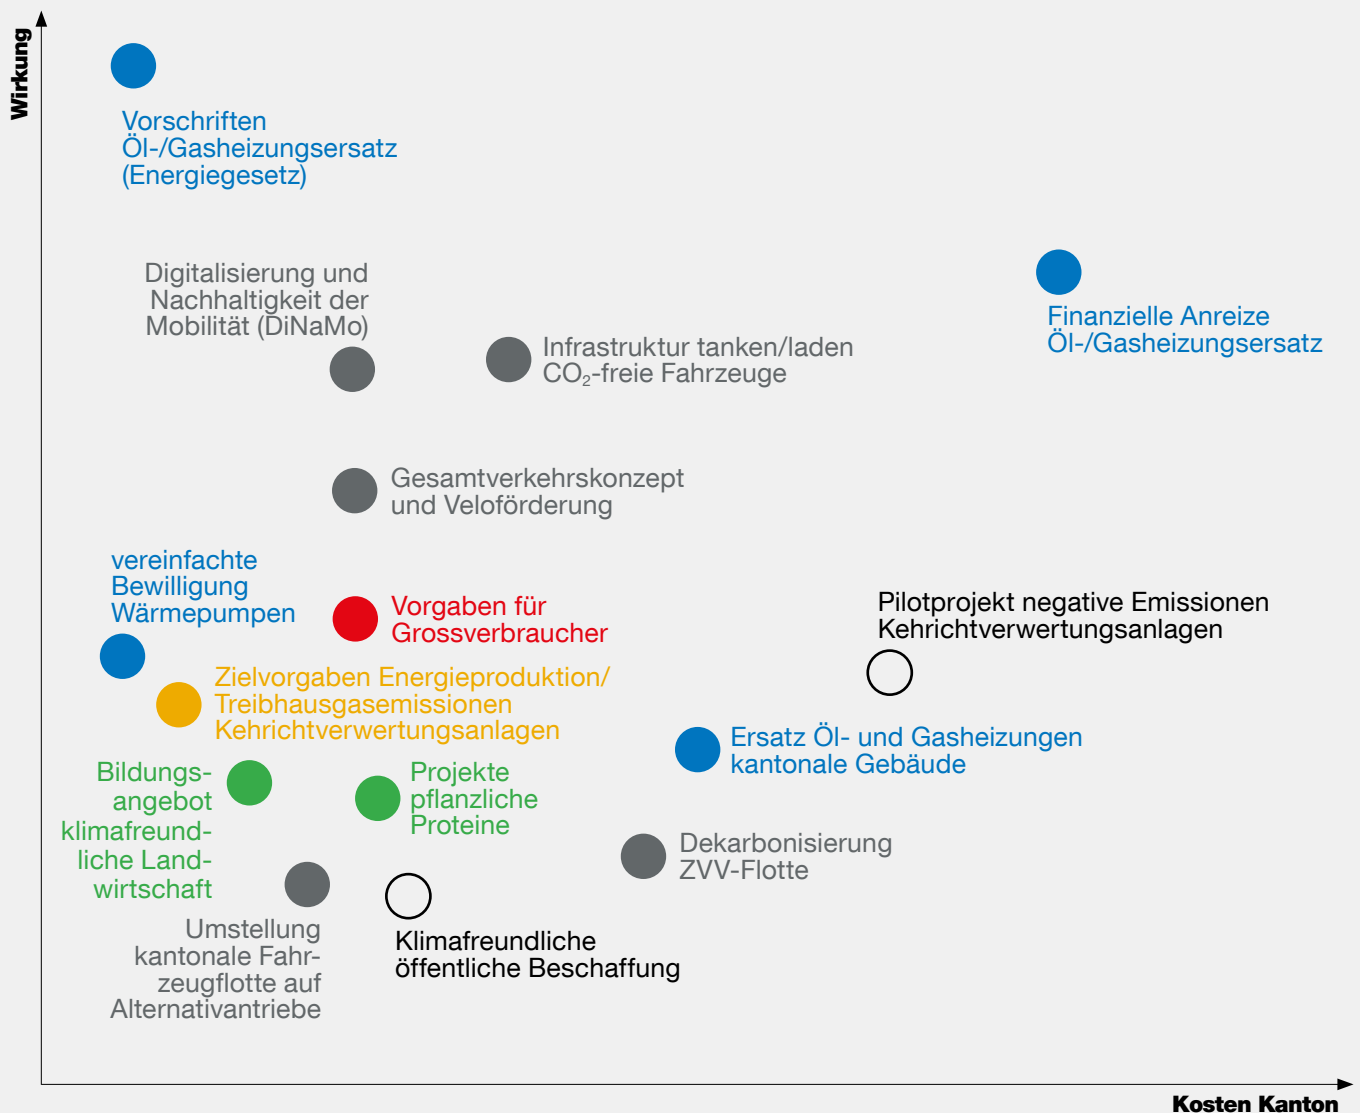 Wirkung
Vorschriften
Öl-/Gasheizungsersatz
(Energiegesetz)
Digitalisierung und
Nachhaltigkeit der
Mobilität (DiNaMo)
Finanzielle Anreize
Öl-/Gasheizungsersatz
Infrastruktur tanken/laden
CO₂-freie Fahrzeuge
Gesamtverkehrskonzept
und Veloförderung
vereinfachte
Bewilligung
Wärmepumpen
Vorgaben für
Grossverbraucher
Pilotprojekt negative Emissionen
Kehrichtverwertungsanlagen
Zielvorgaben Energieproduktion/
Treibhausgasemissionen
Kehrichtverwertungsanlagen
Ersatz Öl- und Gasheizungen
kantonale Gebäude
Bildungs-
angebot
klimafreund-
liche Land-
wirtschaft
Projekte
pflanzliche
Proteine
Dekarbonisierung
ZVV-Flotte
Umstellung
kantonale Fahr-
zeugflotte auf
Alternativantriebe
Klimafreundliche
öffentliche Beschaffung
Kosten Kanton